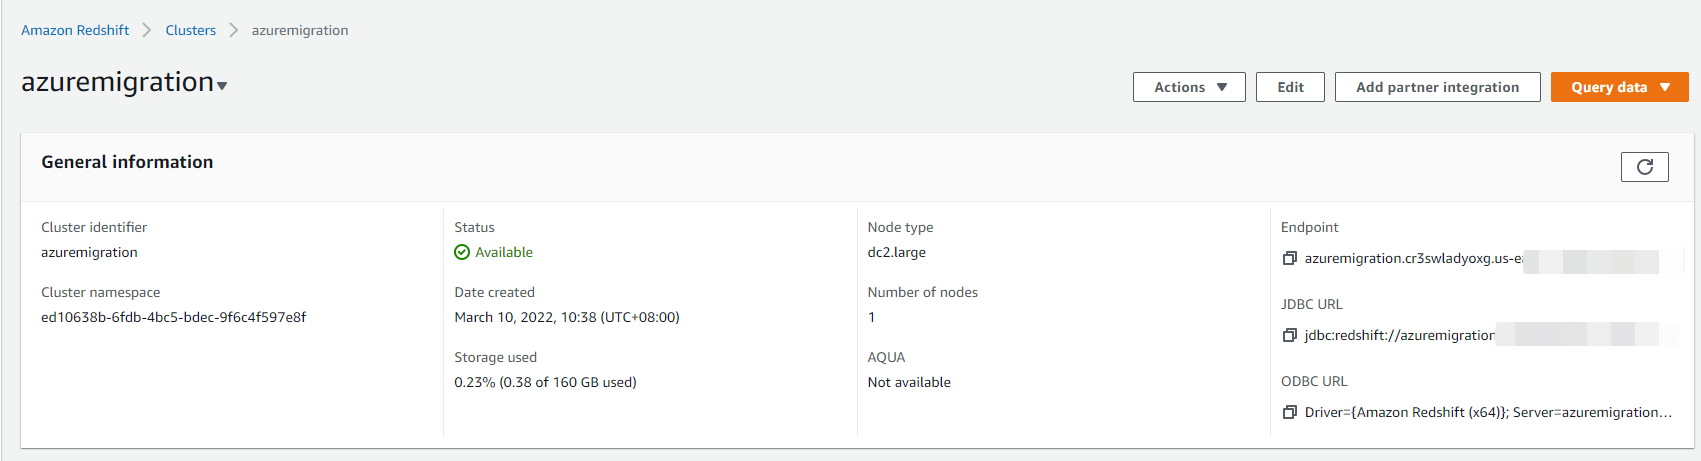 Amazon Redshift > Clusters > azuremigration
azuremigration
Actions
Edit
Add partner integration
Query data
General information
Cluster identifier
azuremigration
Cluster namespace
ed10638b-6fdb-4bc5-bdec-9f6c4f597e8f
Status
Available
Date created
March 10, 2022, 10:38 (UTC+08:00)
Storage used
0.23% (0.38 of 160 GB used)
Node type
dc2.large
Number of nodes
1
AQUA
Not available
Endpoint
azuremigration.cr3swladyoxg.us-e
JDBC URL
jdbc:redshift://azuremigration
ODBC URL
Driver={Amazon Redshift (x64)}; Server=azuremigration...